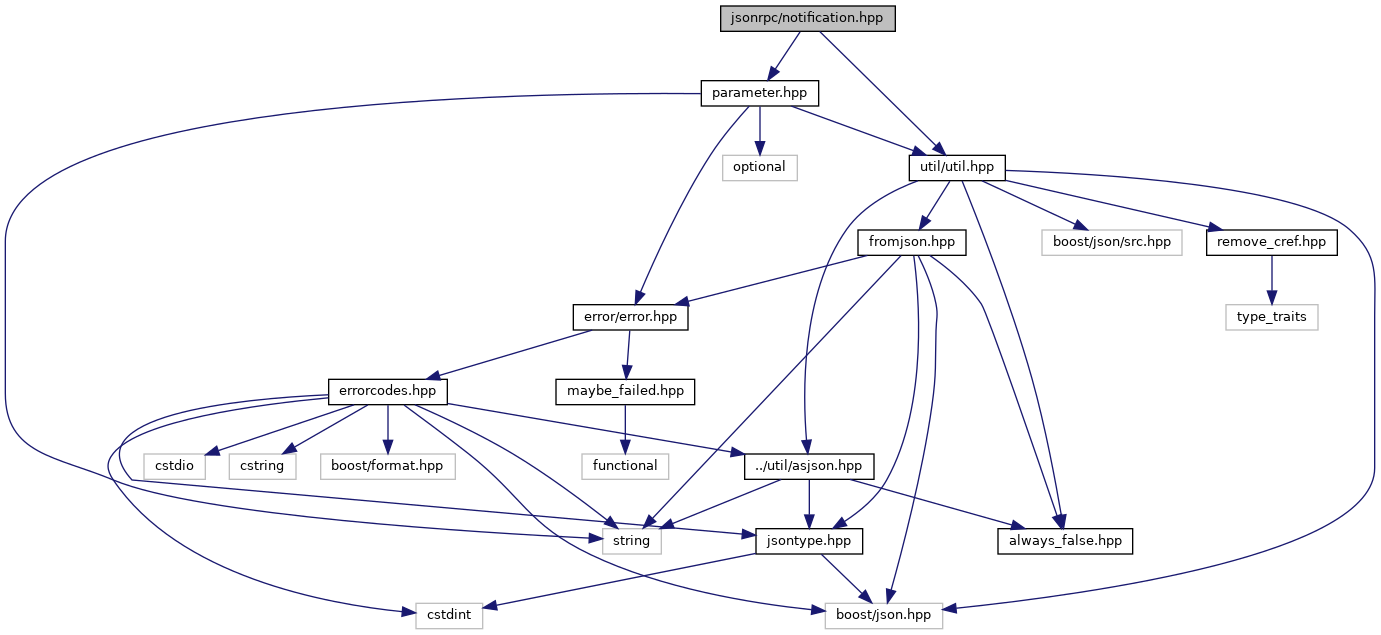 jsonrpc/notification.hpp
parameter.hpp
optional
util/util.hpp
fromjson.hpp
boost/json/src.hpp
remove_cref.hpp
error/error.hpp
type_traits
errorcodes.hpp
maybe_failed.hpp
cstdio
cstring
boost/format.hpp
functional
../util/asjson.hpp
string
jsontype.hpp
always_false.hpp
cstdint
boost/json.hpp